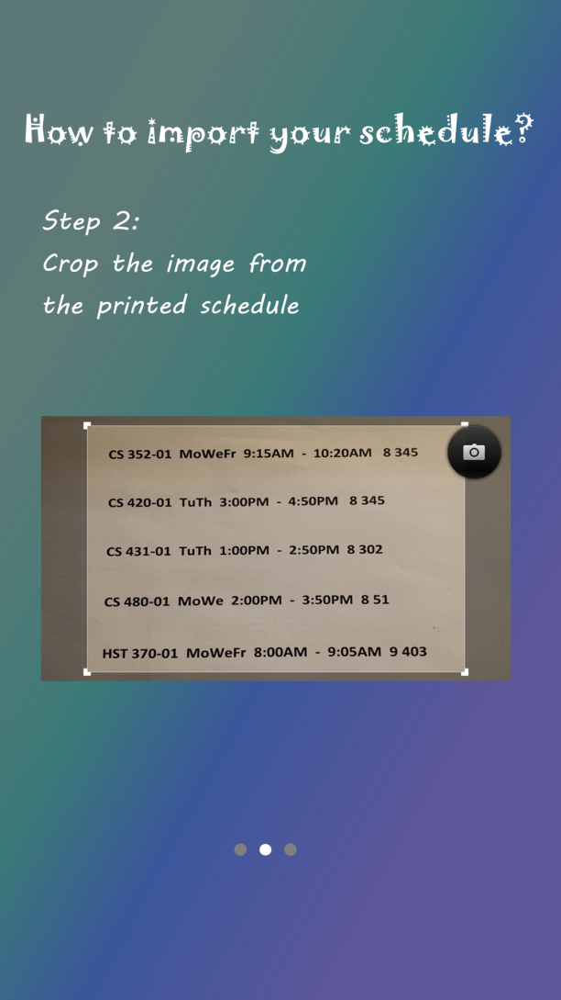 How to import your schedule?
Step 2:
Crop the image from
the printed schedule
CS 352-01 MoWeFr 9:15AM - 10:20AM 8 345
CS 420-01 TuTh 3:00PM - 4:50PM 8 345
CS 431-01 TuTh 1:00PM - 2:50PM 8 302
CS 480-01 MoWe 2:00PM - 3:50PM 8 51
HST 370-01 MoWeFr 8:00AM - 9:05AM 9 403